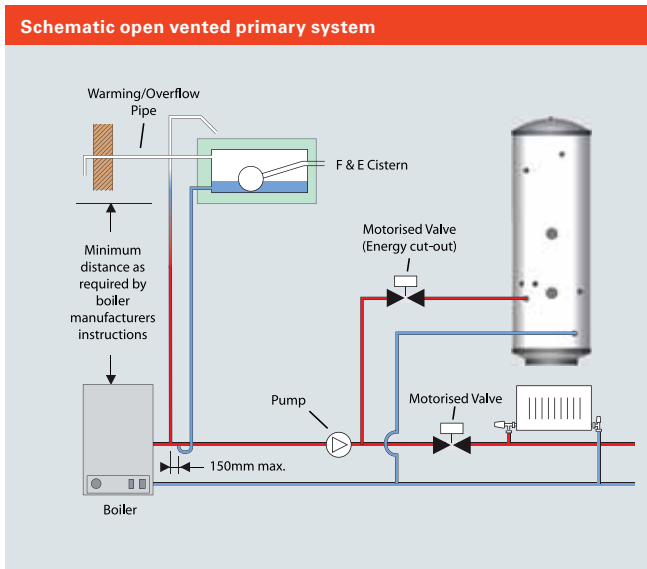 Schematic open vented primary system
Warming/Overflow
Pipe
F & E Cistern
Motorised Valve
(Energy cut-out)
Minimum
distance as
required by
boiler
manufacturers
instructions
Pump
Motorised Valve
150mm max.
Boiler